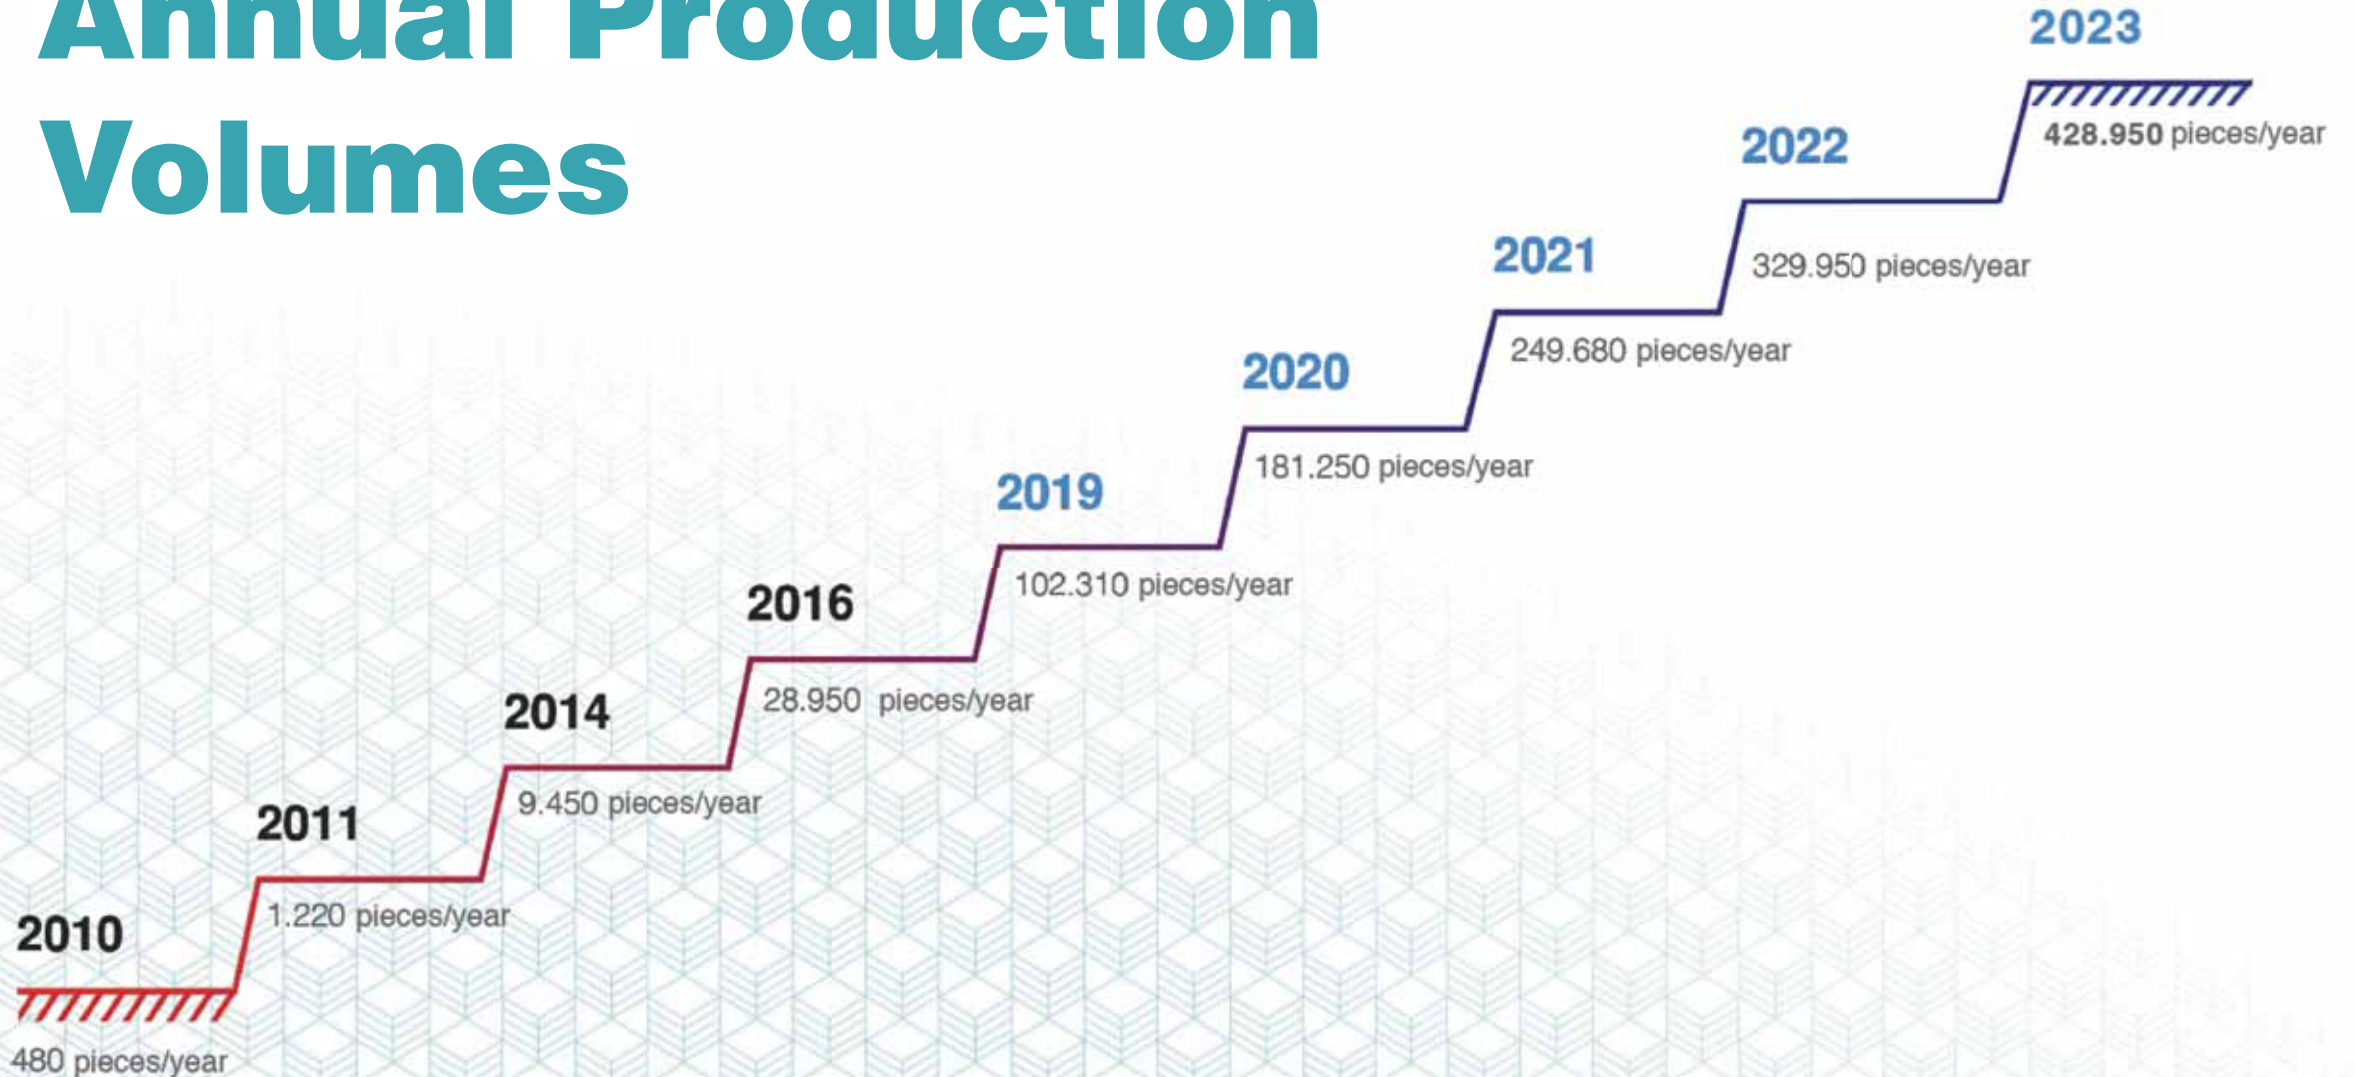 Annual Production
Volumes
2023
428.950 pieces/year
2022
329.950 pieces/year
2021
249.680 pieces/year
2020
181.250 pieces/year
2019
102.310 pieces/year
2016
28.950 pieces/year
2014
9.450 pieces/year
2011
1.220 pieces/year
2010
480 pieces/year